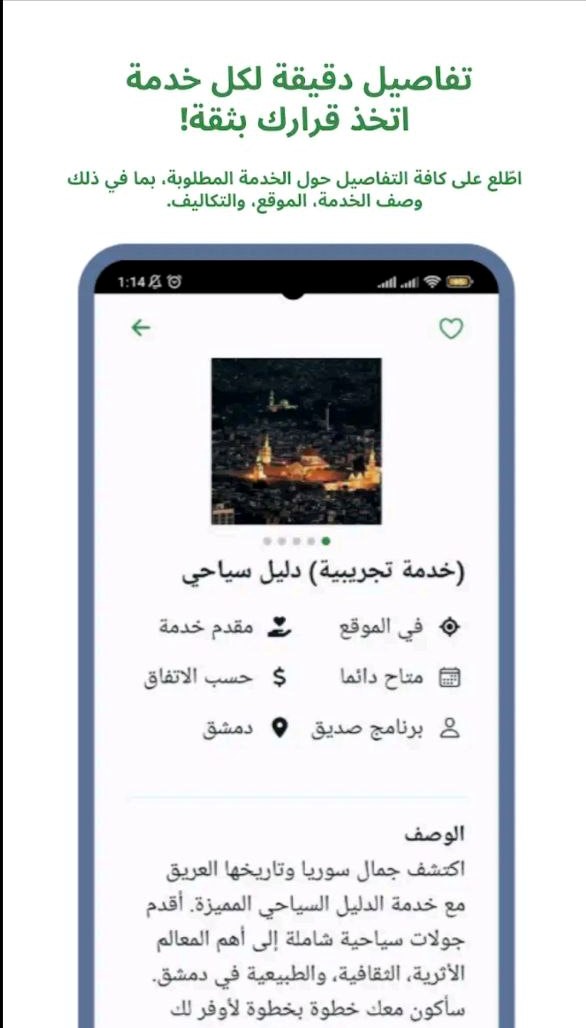 تفاصيل دقيقة لكل خدمة
اتخذ قرارك بثقة!
اطّلع على كافة التفاصيل حول الخدمة المطلوبة، بما في ذلك
وصف الخدمة، الموقع، والتكاليف.
1:14
(خدمة تجريبية) دليل سياحي
في الموقع مقدم خدمة
متاح دائما $ حسب الاتفاق
برنامج صديق دمشق
الوصف
اكتشف جمال سوريا وتاريخها العريق
مع خدمة الدليل السياحي المميزة. أقدم
جولات سياحية شاملة إلى أهم المعالم
الأثرية، الثقافية، والطبيعية في دمشق.
سأكون معك خطوة بخطوة لأوفر لك